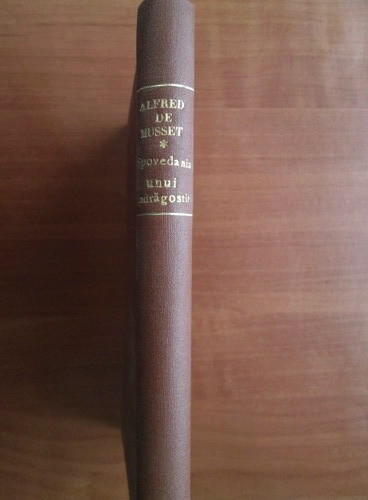 ALFRED
DE
MUSSET
*
Spovedania
unui
îndrăgostit